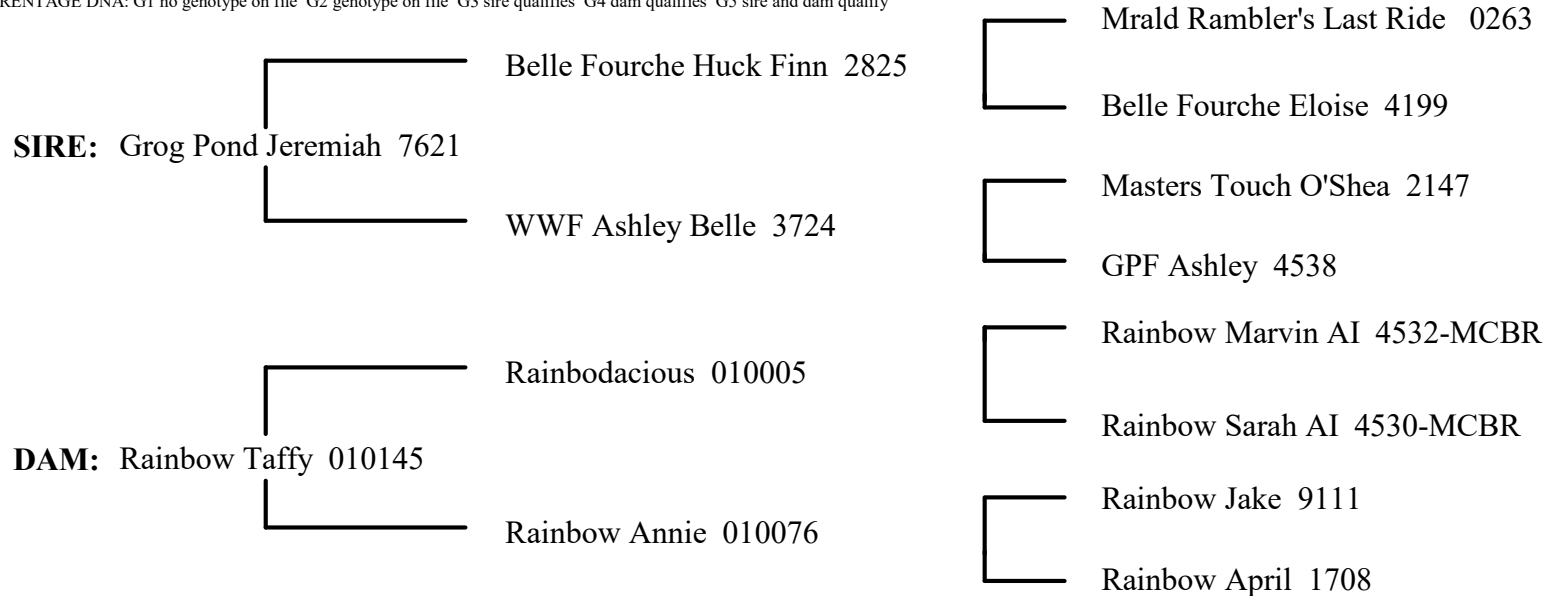 PARENTAGE DNA: G1 no genotype on file G2 genotype on file G3 sire qualifies G4 dam qualifies G5 sire and dam qualify
Mrald Rambler's Last Ride 0263
Belle Fourche Huck Finn 2825
Belle Fourche Eloise 4199
SIRE: Grog Pond Jeremiah 7621
Masters Touch O'Shea 2147
WWF Ashley Belle 3724
GPF Ashley 4538
Rainbow Marvin AI 4532-MCBR
Rainbodacious 010005
Rainbow Sarah AI 4530-MCBR
DAM: Rainbow Taffy 010145
Rainbow Jake 9111
Rainbow Annie 010076
Rainbow April 1708